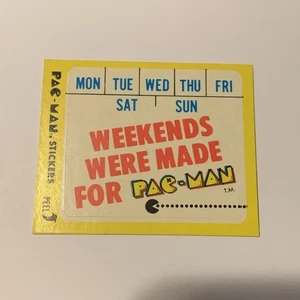 MON TUE WED THU FRI
SAT SUN
WEEKENDS
WERE MADE
FOR PAC-MAN
T.M.
PAC-MAN. STICKERS PEEL